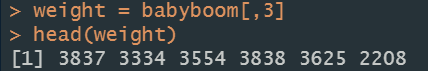 > weight = babyboom[,3]
> head(weight)
[1] 3837 3334 3554 3838 3625 2208